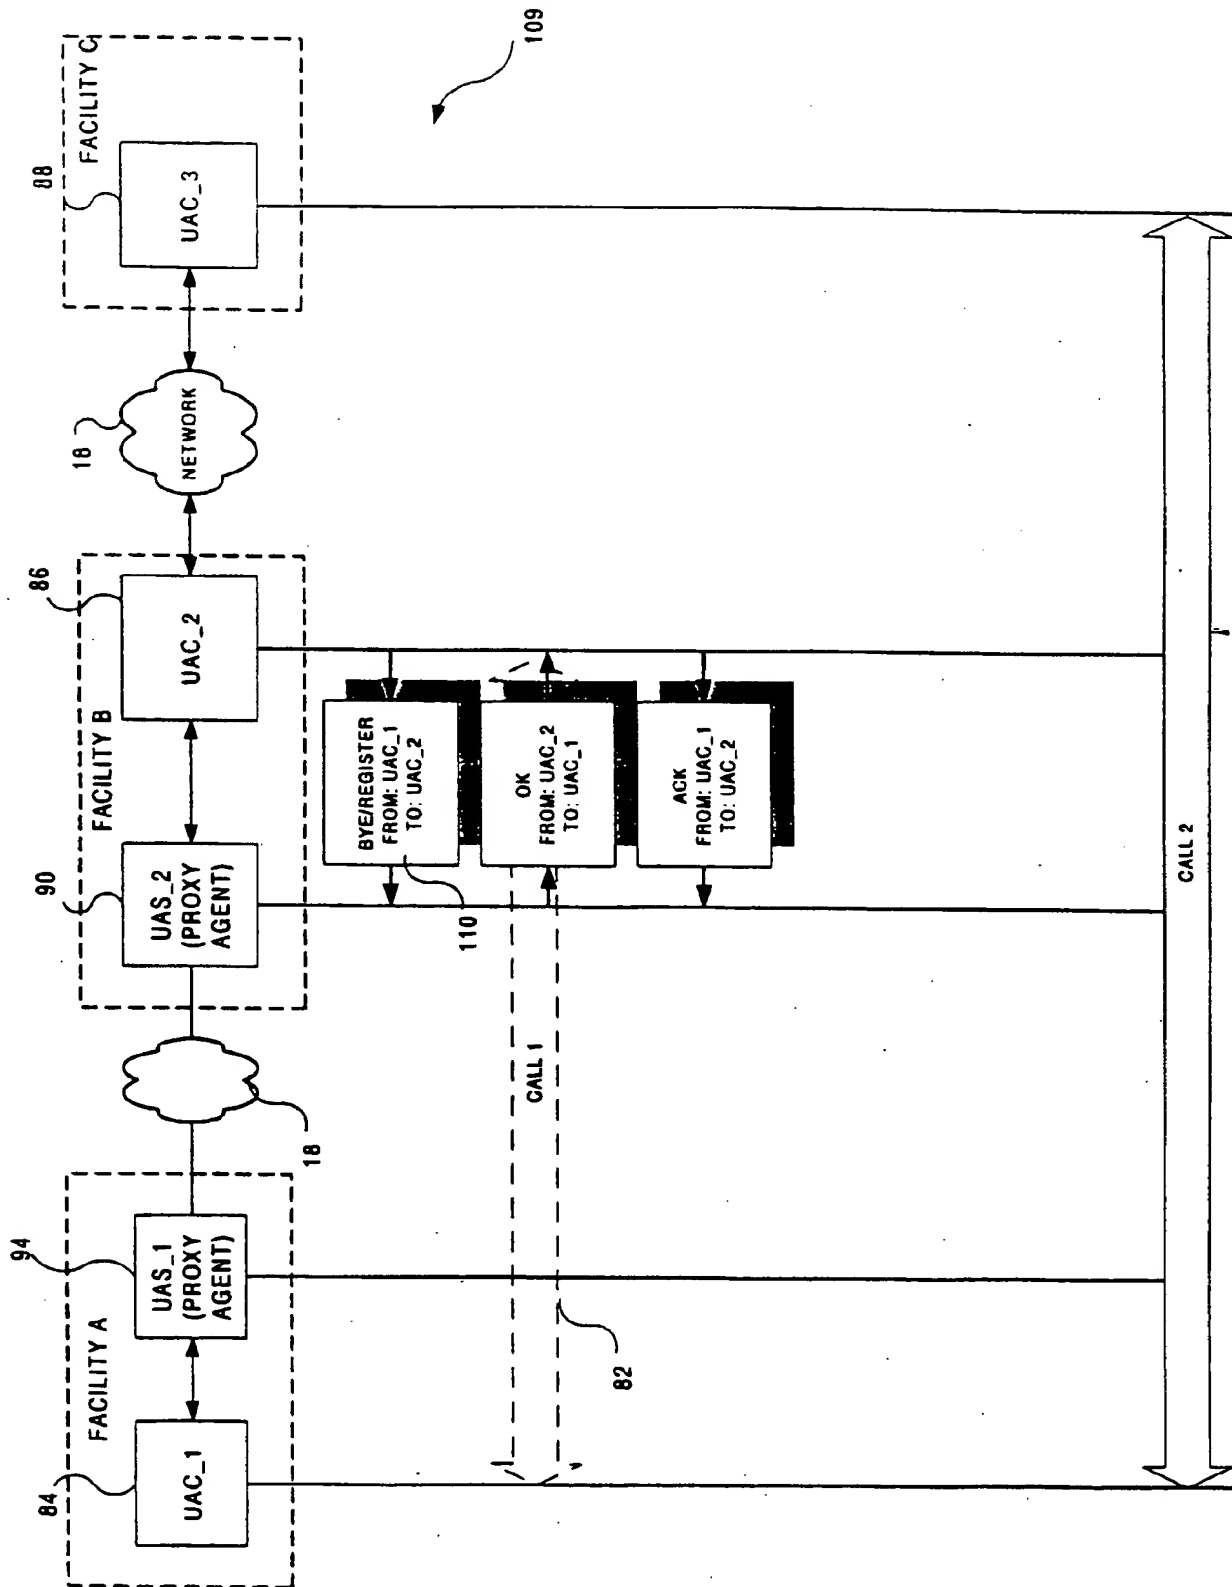 109
FACILITY A
84
UAC_1
94
UAS_1
(PROXY
AGENT)
18
FACILITY B
90
UAS_2
(PROXY
AGENT)
86
UAC_2
18
NETWORK
FACILITY C
88
UAC_3
BYE/REGISTER
FROM: UAC_1
TO: UAC_2
110
OK
FROM: UAC_2
TO: UAC_1
CALL 1
82
ACK
FROM: UAC_1
TO: UAC_2
CALL 2